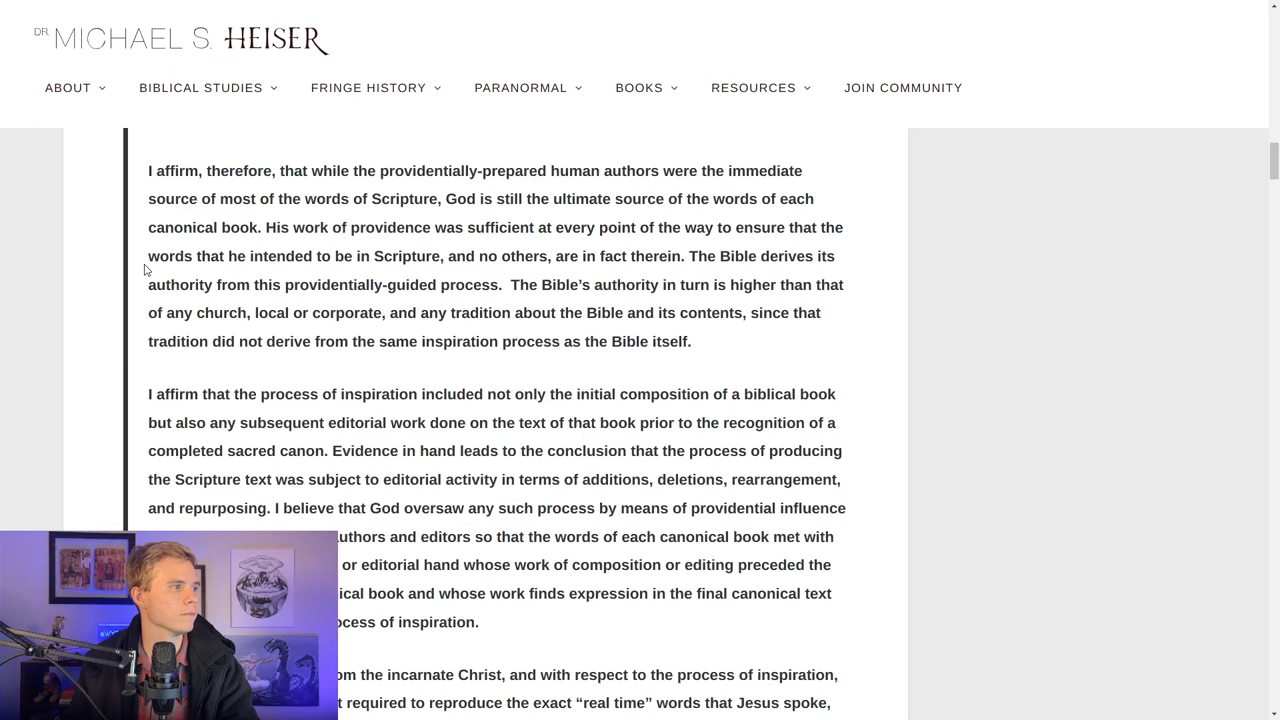 DR. MICHAEL S. HEISER
ABOUT BIBLICAL STUDIES FRINGE HISTORY PARANORMAL BOOKS RESOURCES JOIN COMMUNITY
I affirm, therefore, that while the providentially-prepared human authors were the immediate
source of most of the words of Scripture, God is still the ultimate source of the words of each
canonical book. His work of providence was sufficient at every point of the way to ensure that the
words that he intended to be in Scripture, and no others, are in fact therein. The Bible derives its
authority from this providentially-guided process.  The Bible’s authority in turn is higher than that
of any church, local or corporate, and any tradition about the Bible and its contents, since that
tradition did not derive from the same inspiration process as the Bible itself.
I affirm that the process of inspiration included not only the initial composition of a biblical book
but also any subsequent editorial work done on the text of that book prior to the recognition of a
completed sacred canon. Evidence in hand leads to the conclusion that the process of producing
the Scripture text was subject to editorial activity in terms of additions, deletions, rearrangement,
and repurposing. I believe that God oversaw any such process by means of providential influence
authors and editors so that the words of each canonical book met with
or editorial hand whose work of composition or editing preceded the
ical book and whose work finds expression in the final canonical text
ocess of inspiration.
om the incarnate Christ, and with respect to the process of inspiration,
t required to reproduce the exact “real time” words that Jesus spoke,